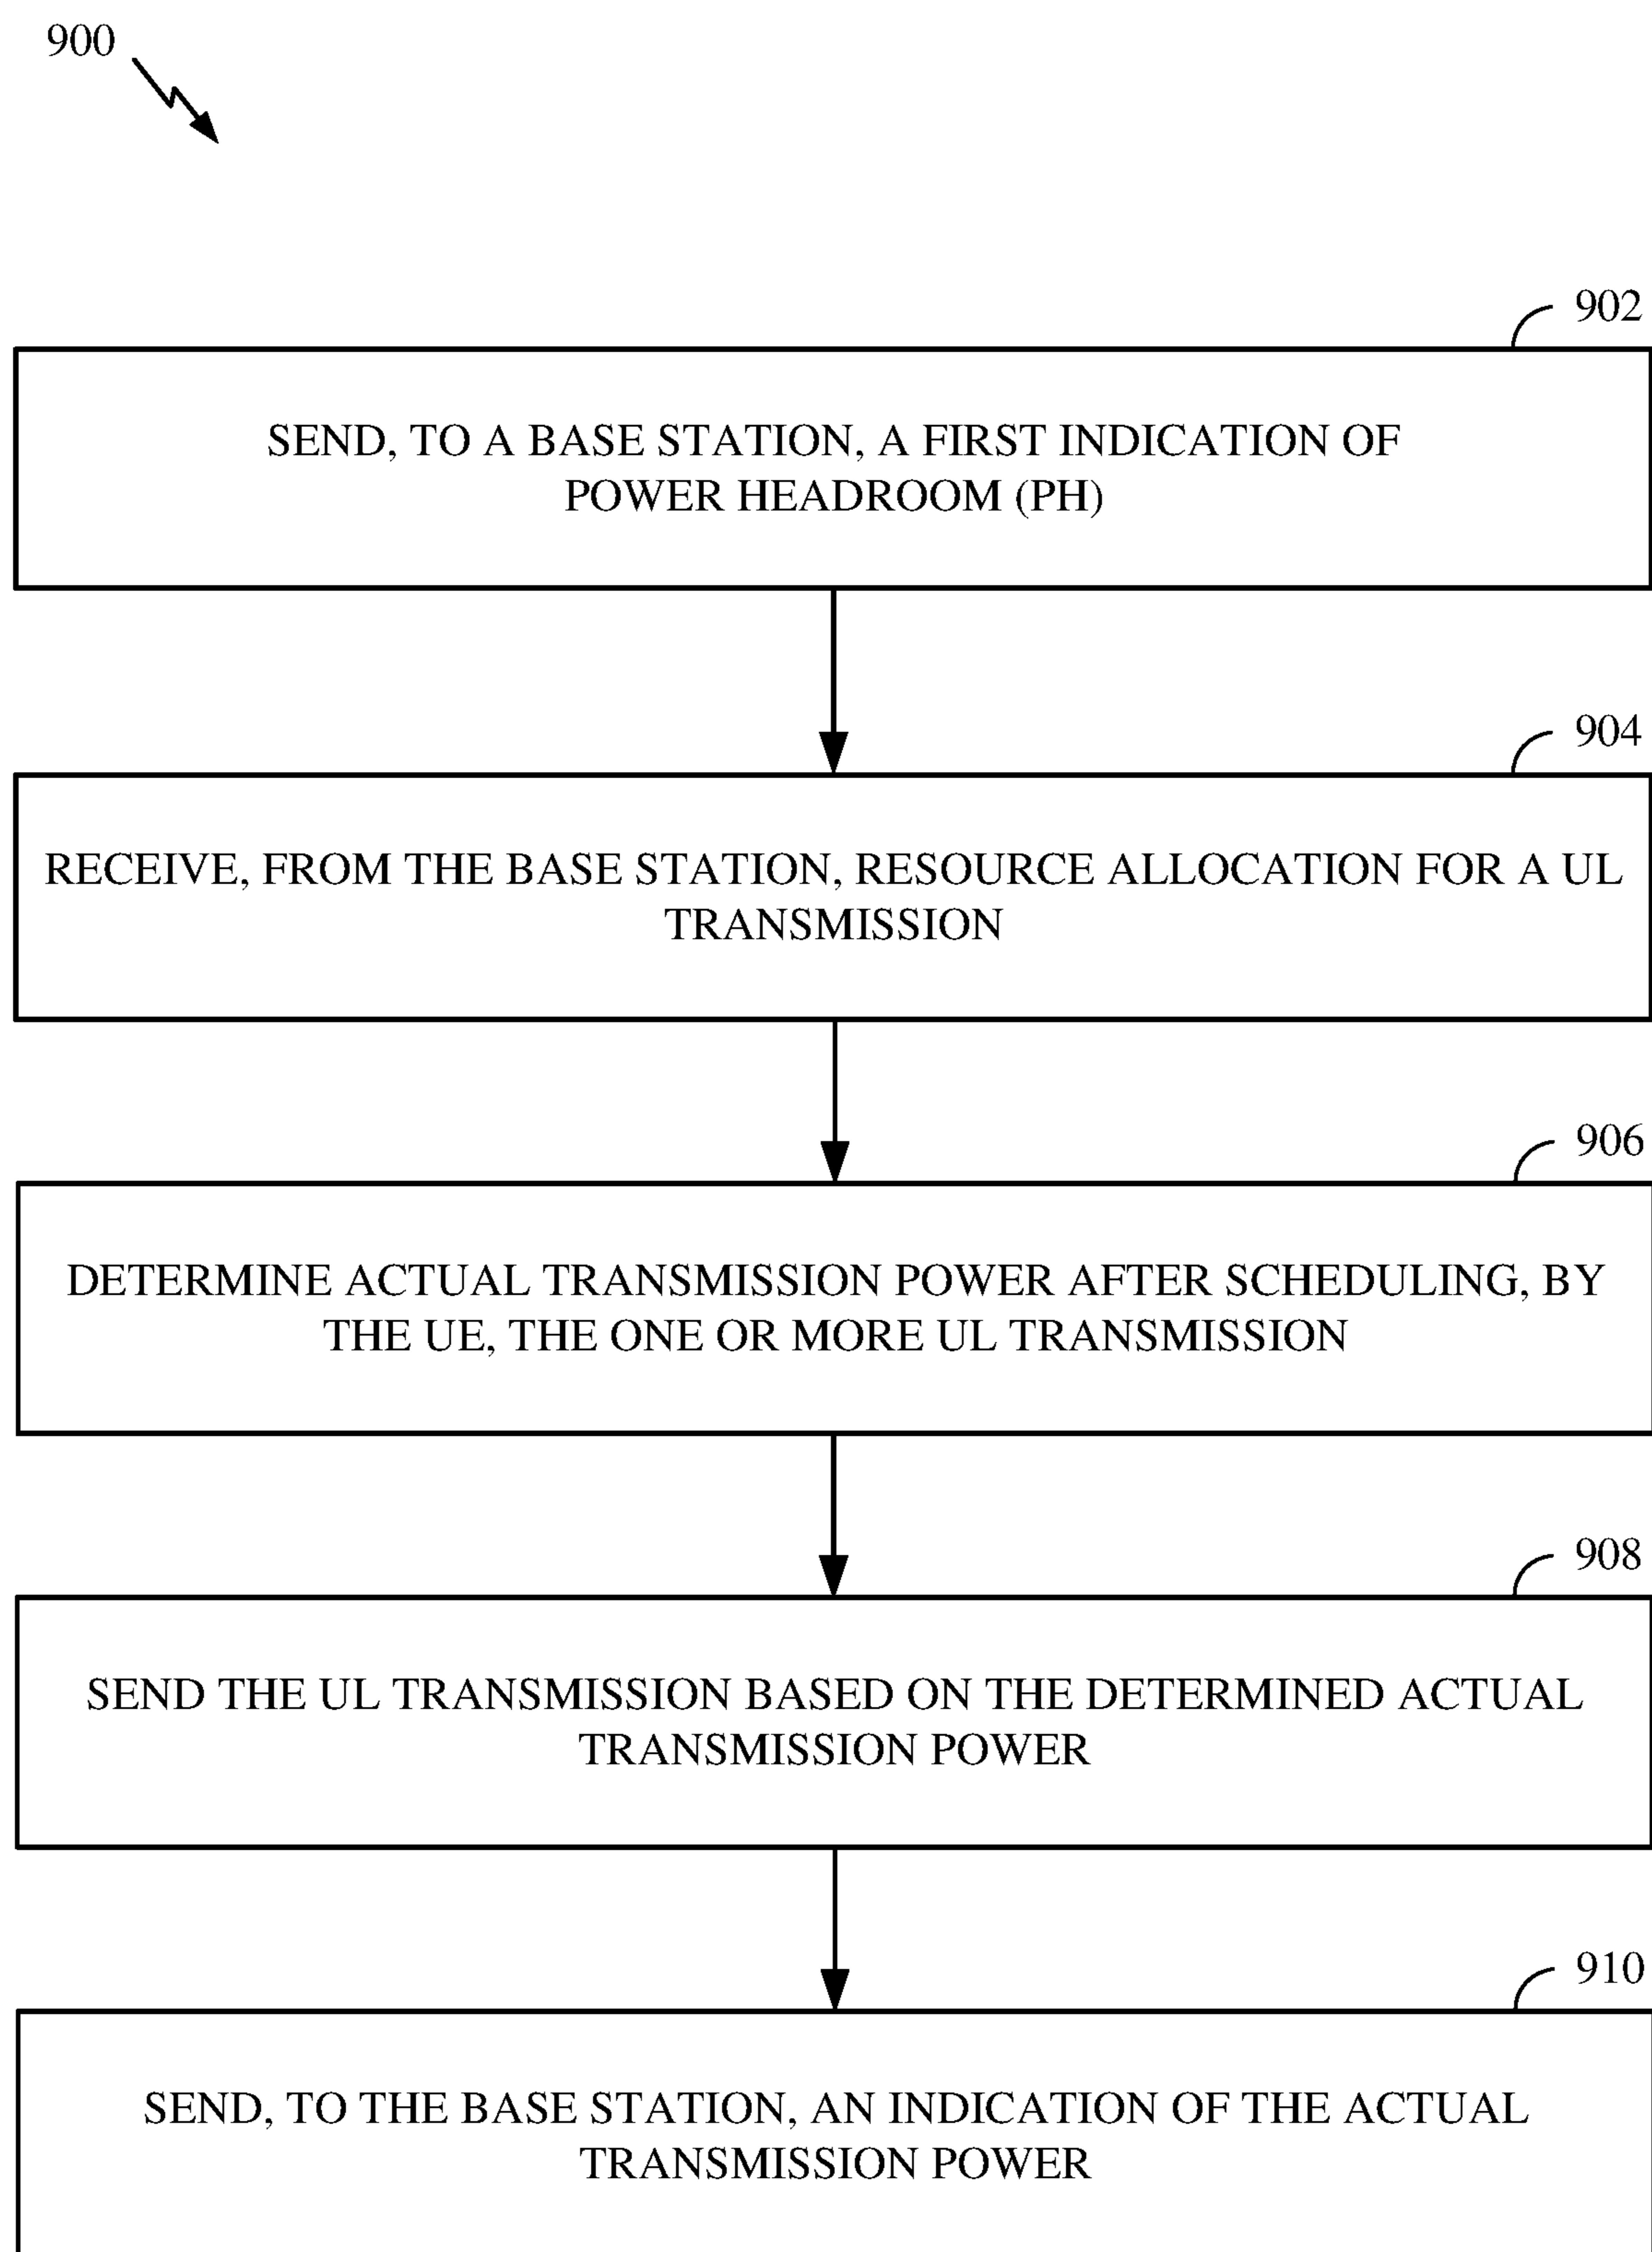 900
902
SEND, TO A BASE STATION, A FIRST INDICATION OF
POWER HEADROOM (PH)
904
RECEIVE, FROM THE BASE STATION, RESOURCE ALLOCATION FOR A UL
TRANSMISSION
906
DETERMINE ACTUAL TRANSMISSION POWER AFTER SCHEDULING, BY
THE UE, THE ONE OR MORE UL TRANSMISSION
908
SEND THE UL TRANSMISSION BASED ON THE DETERMINED ACTUAL
TRANSMISSION POWER
910
SEND, TO THE BASE STATION, AN INDICATION OF THE ACTUAL
TRANSMISSION POWER